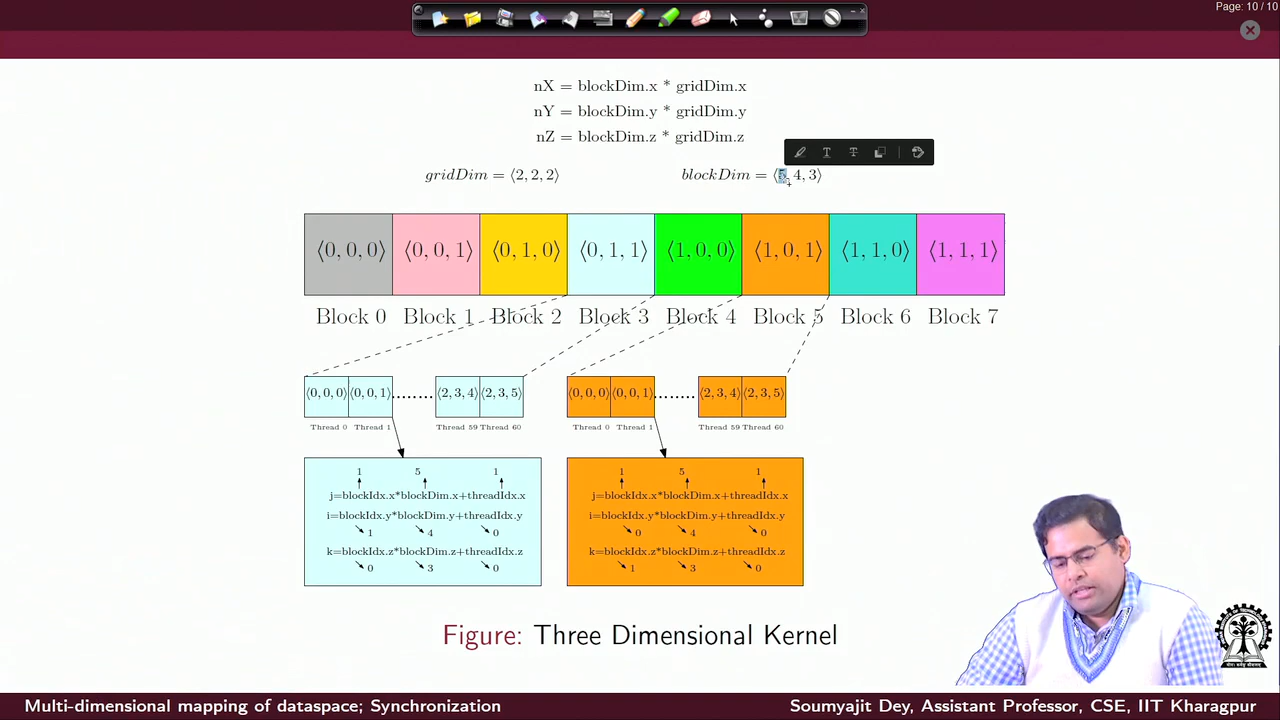 Page: 10 / 10
nX = blockDim.x * gridDim.x
nY = blockDim.y * gridDim.y
nZ = blockDim.z * gridDim.z
gridDim = ⟨2, 2, 2⟩ blockDim = ⟨5, 4, 3⟩
⟨0, 0, 0⟩ ⟨0, 0, 1⟩ ⟨0, 1, 0⟩ ⟨0, 1, 1⟩ ⟨1, 0, 0⟩ ⟨1, 0, 1⟩ ⟨1, 1, 0⟩ ⟨1, 1, 1⟩
Block 0 Block 1 Block 2 Block 3 Block 4 Block 5 Block 6 Block 7
⟨0, 0, 0⟩ ⟨0, 0, 1⟩ ........ ⟨2, 3, 4⟩ ⟨2, 3, 5⟩ ⟨0, 0, 0⟩ ⟨0, 0, 1⟩ ........ ⟨2, 3, 4⟩ ⟨2, 3, 5⟩
Thread 0 Thread 1 Thread 59 Thread 60 Thread 0 Thread 1 Thread 59 Thread 60
1 5 1
j=blockIdx.x*blockDim.x+threadIdx.x
i=blockIdx.y*blockDim.y+threadIdx.y
1 4 0
k=blockIdx.z*blockDim.z+threadIdx.z
0 3 0
1 5 1
j=blockIdx.x*blockDim.x+threadIdx.x
i=blockIdx.y*blockDim.y+threadIdx.y
0 4 0
k=blockIdx.z*blockDim.z+threadIdx.z
1 3 0
Figure: Three Dimensional Kernel
Multi-dimensional mapping of dataspace; Synchronization Soumyajit Dey, Assistant Professor, CSE, IIT Kharagpur